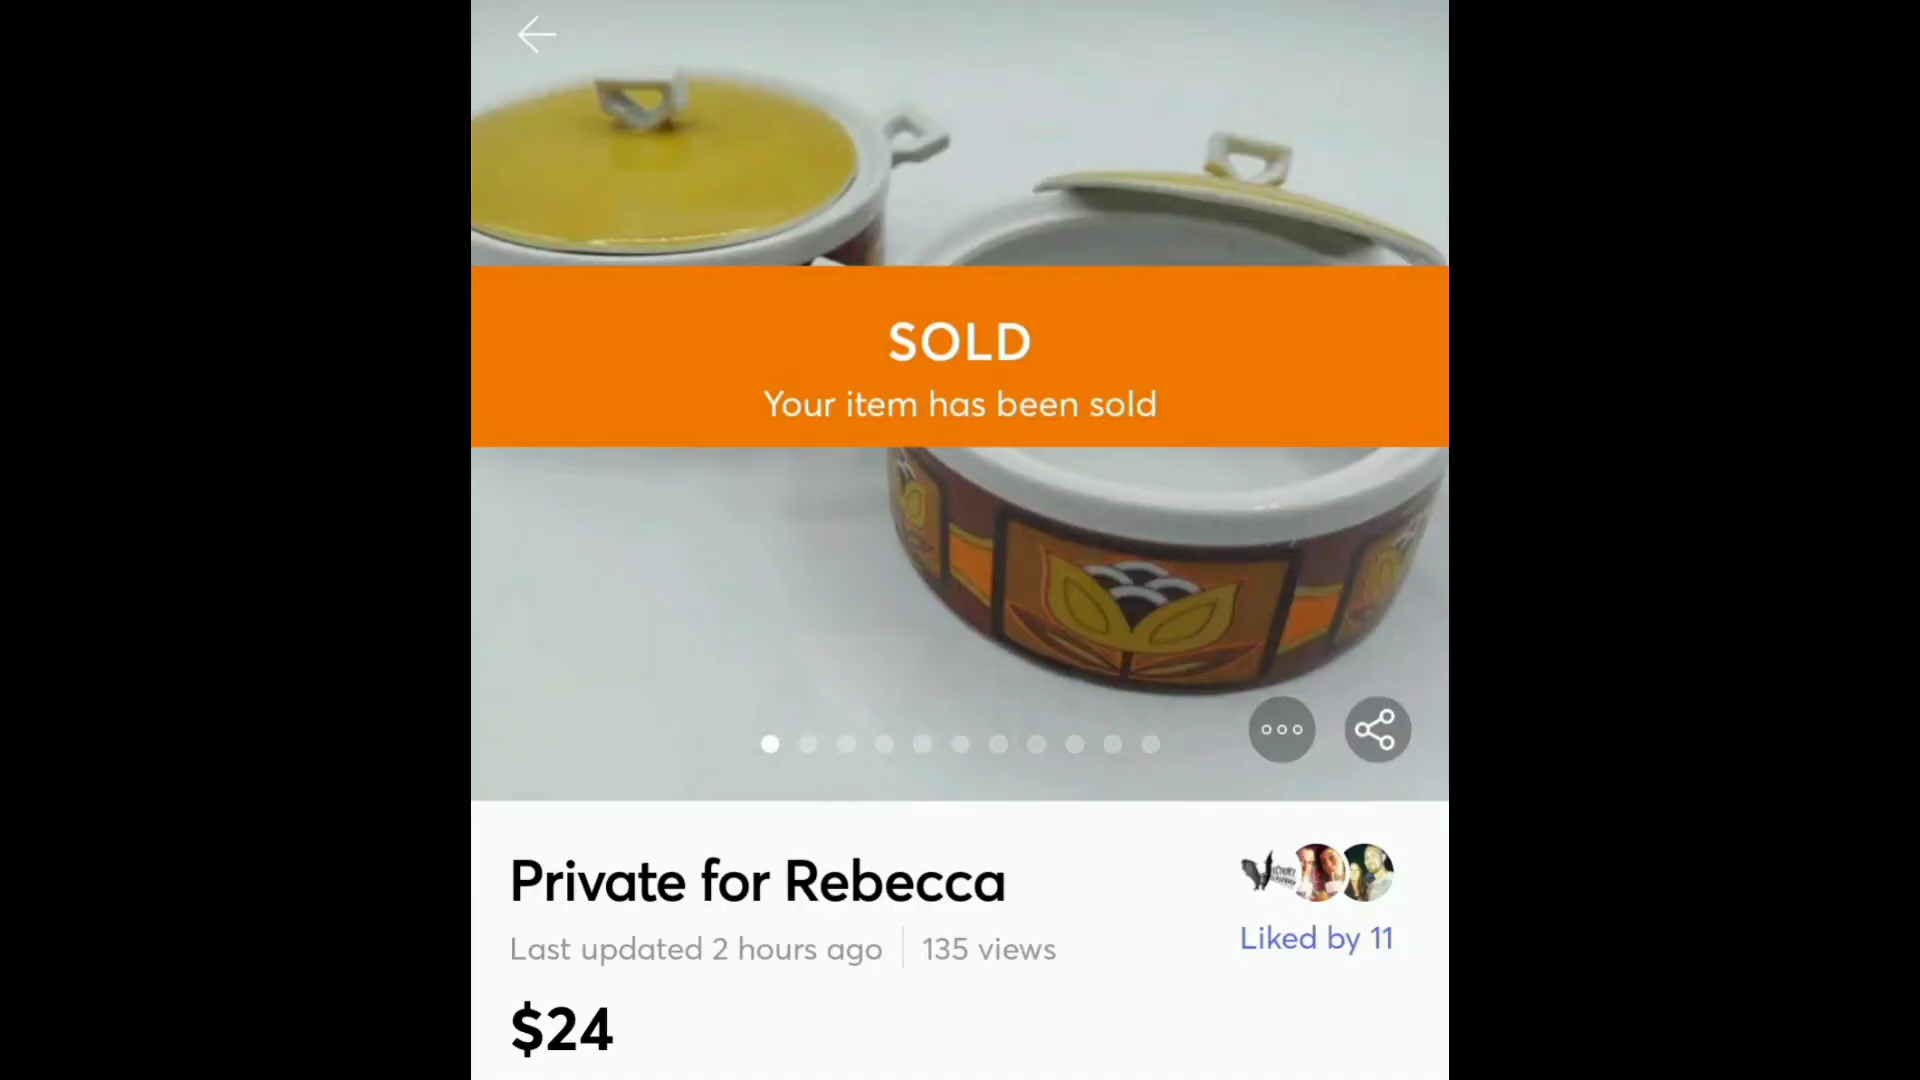 SOLD
Your item has been sold
Private for Rebecca
Last updated 2 hours ago
135 views
Liked by 11
$24